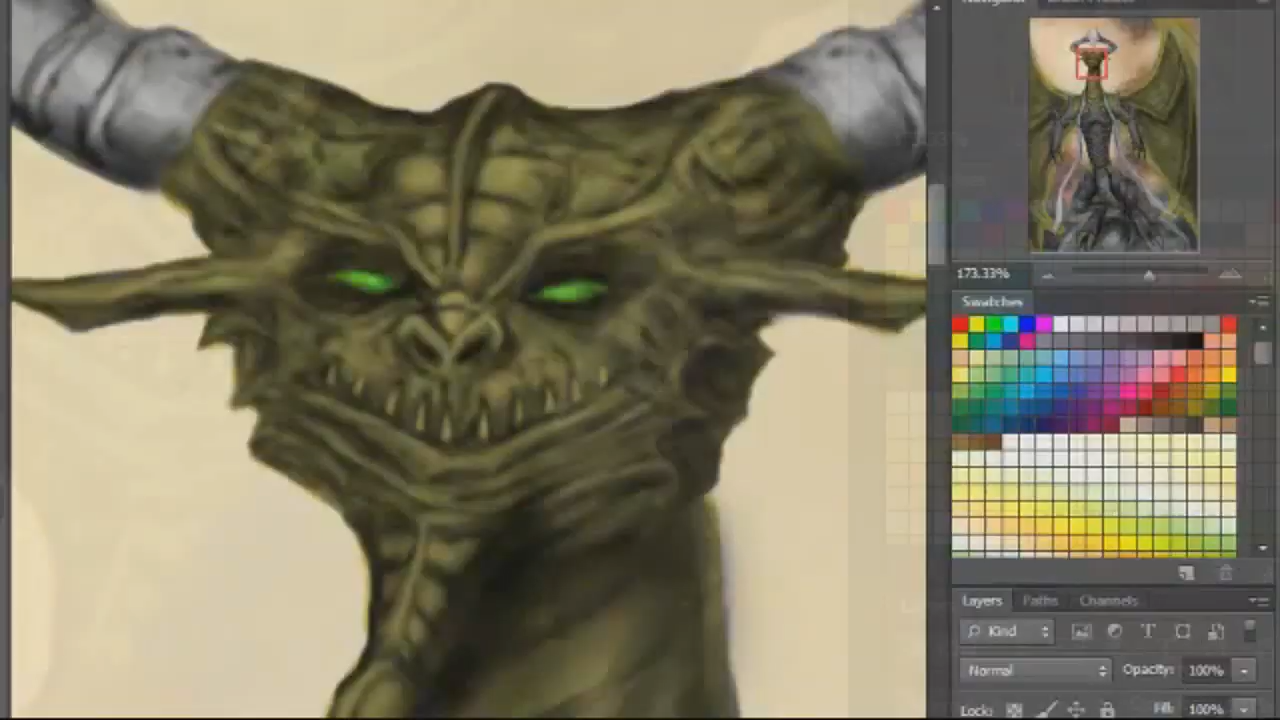 173.33%
Swatches
Layers Paths Channels
Kind
Normal Opacity: 100%
Lock: Fill: 100%